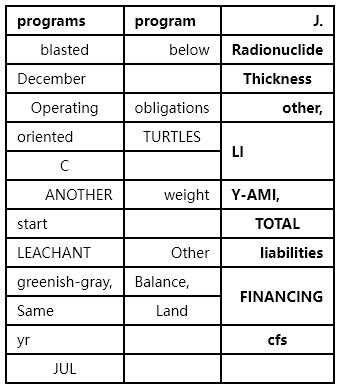 programs program J.
blasted below Radionuclide
December Thickness
Operating obligations other,
oriented TURTLES LI
C
ANOTHER weight Y-AMI,
start TOTAL
LEACHANT Other liabilities
greenish-gray, Balance, FINANCING
Same Land
yr cfs
JUL